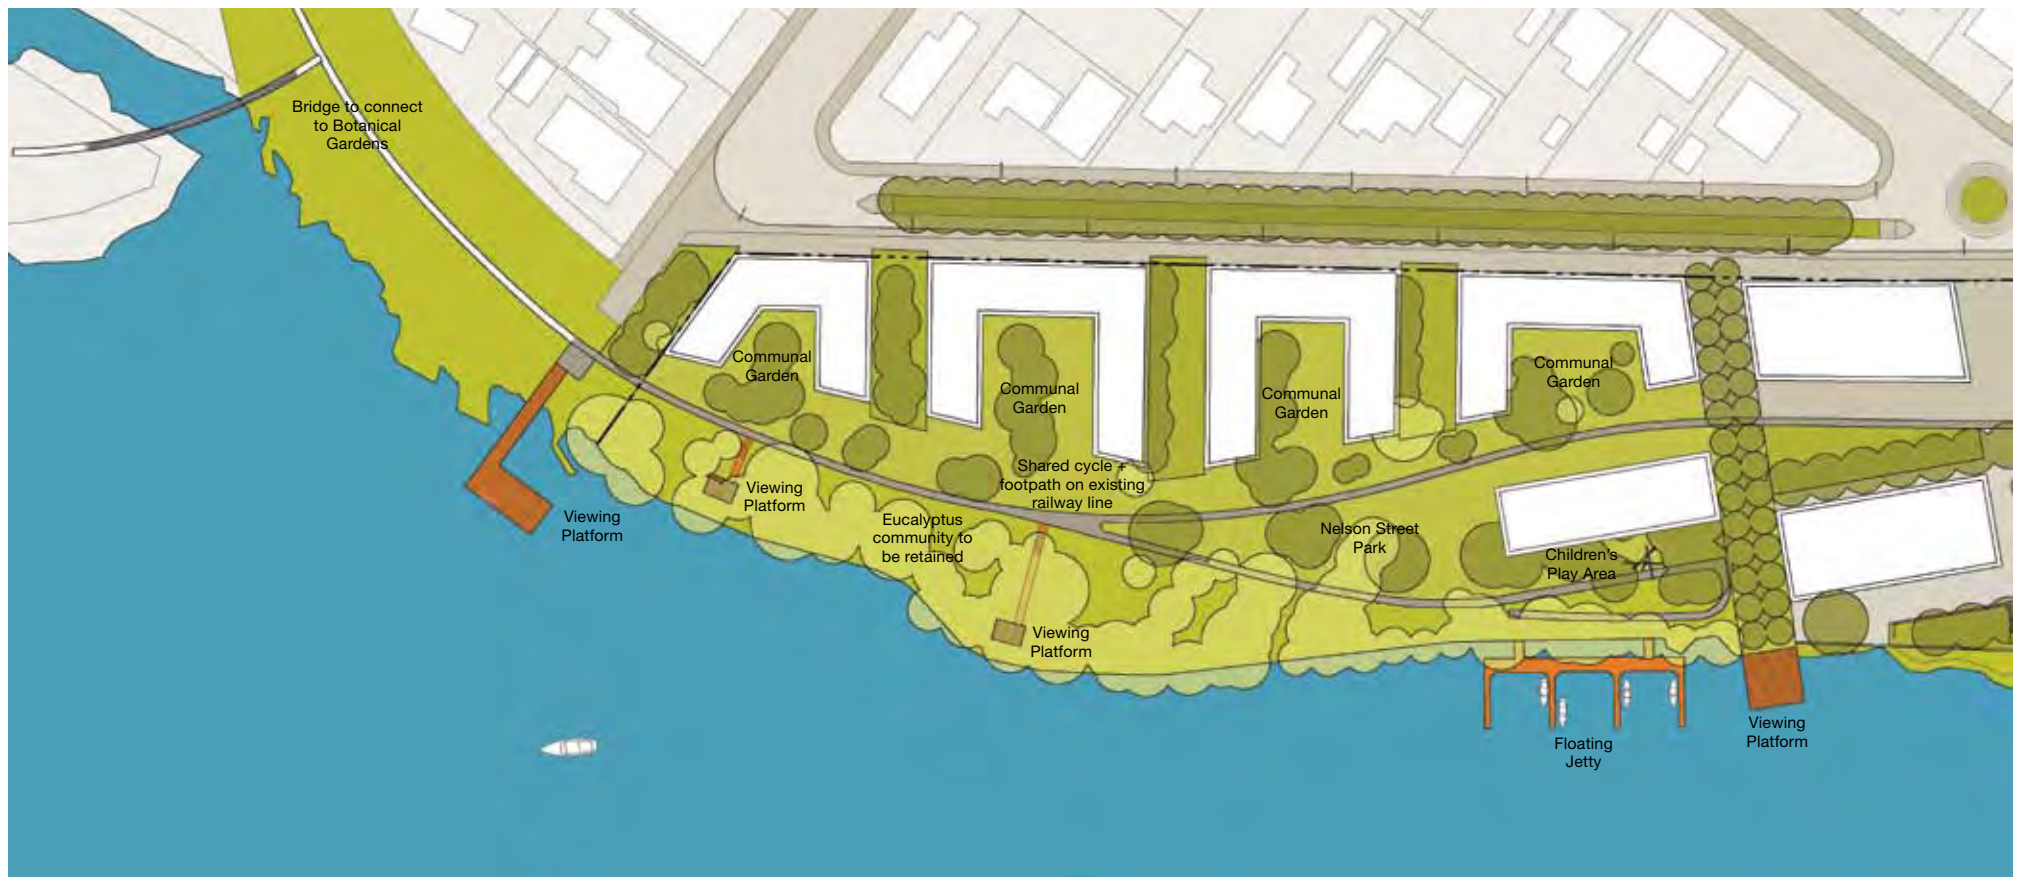 Bridge to connect
to Botanical
Gardens
Communal
Garden
Communal
Garden
Communal
Garden
Communal
Garden
Shared cycle +
footpath on existing
railway line
Viewing
Platform
Viewing
Platform
Eucalyptus
community to
be retained
Nelson Street
Park
Children's
Play Area
Viewing
Platform
Floating
Jetty
Viewing
Platform